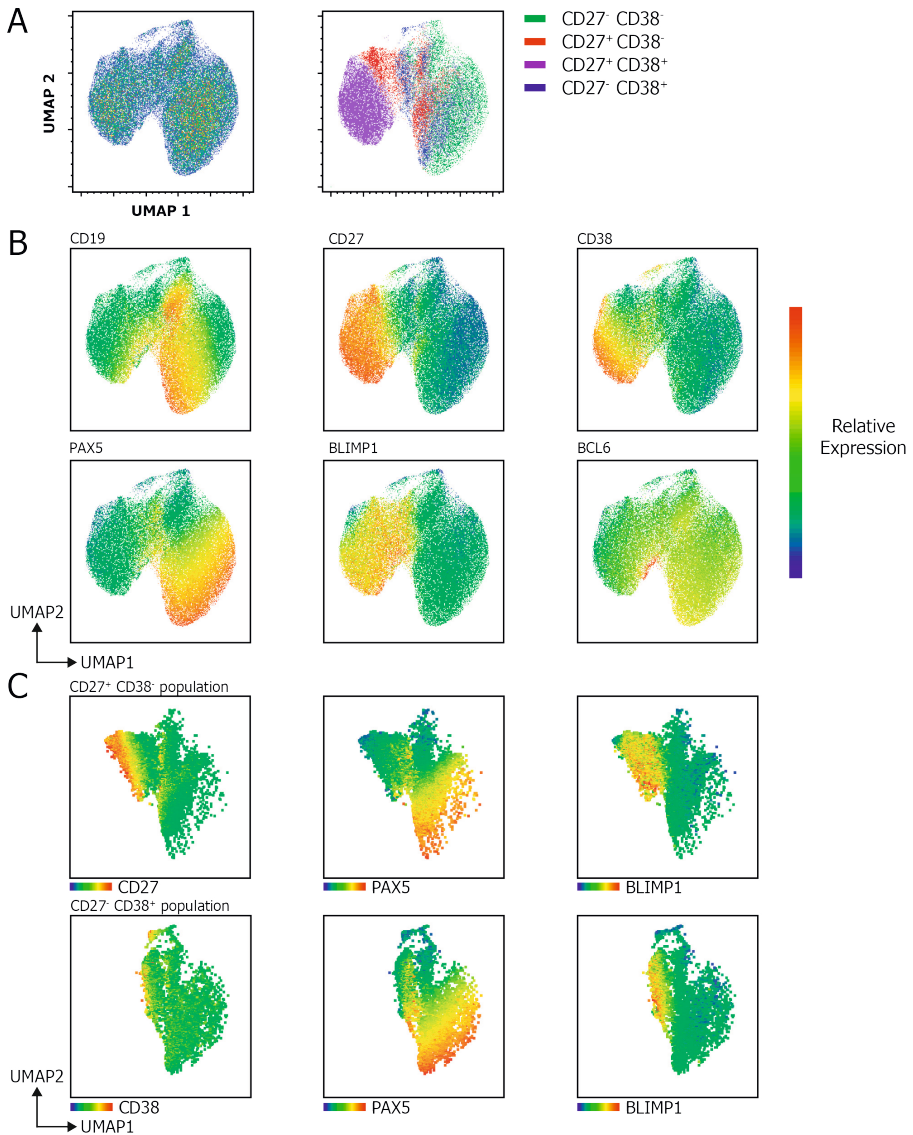 A
UMAP 2
UMAP 1
CD27⁻ CD38⁻
CD27⁺ CD38⁻
CD27⁺ CD38⁺
CD27⁻ CD38⁺
B
CD19
CD27
CD38
PAX5
BLIMP1
BCL6
Relative
Expression
UMAP2
UMAP1
C
CD27⁺ CD38⁻ population
CD27
PAX5
BLIMP1
CD27⁻ CD38⁺ population
CD38
PAX5
BLIMP1
UMAP2
UMAP1